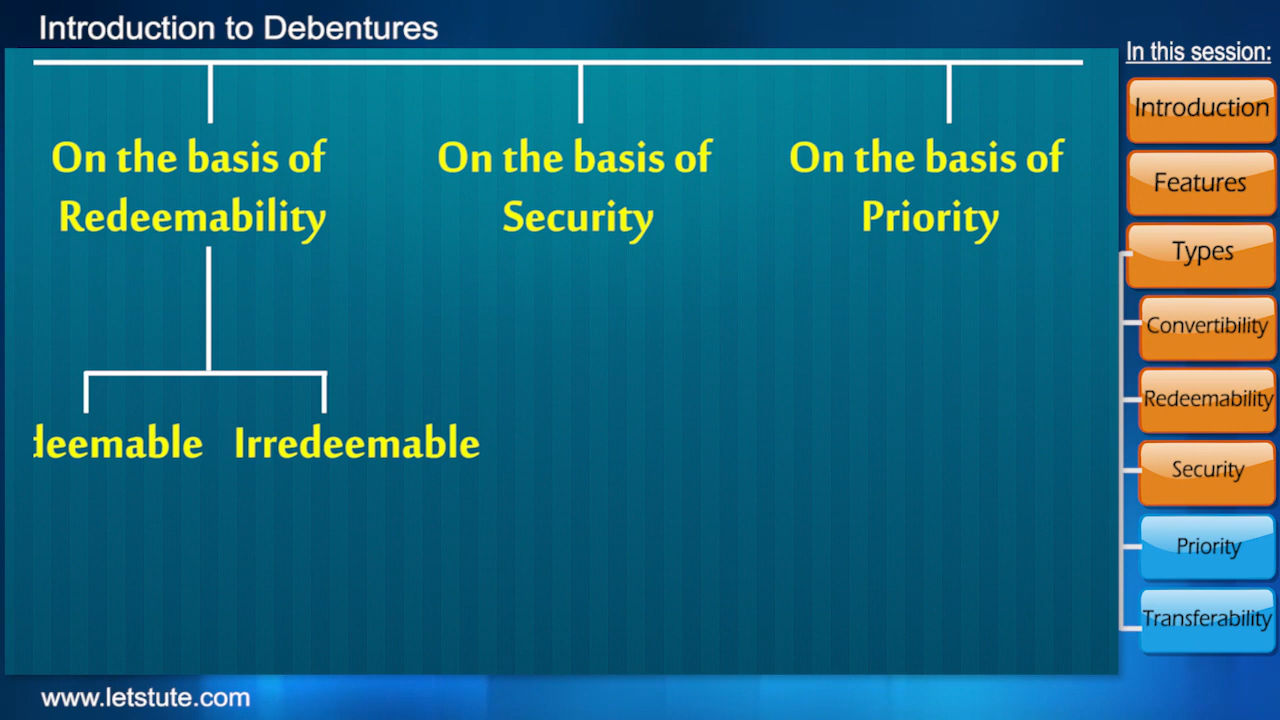 Introduction to Debentures
In this session:
On the basis of
Redeemability
On the basis of
Security
On the basis of
Priority
deemable
Irredeemable
Introduction
Features
Types
Convertibility
Redeemability
Security
Priority
Transferability
www.letstute.com